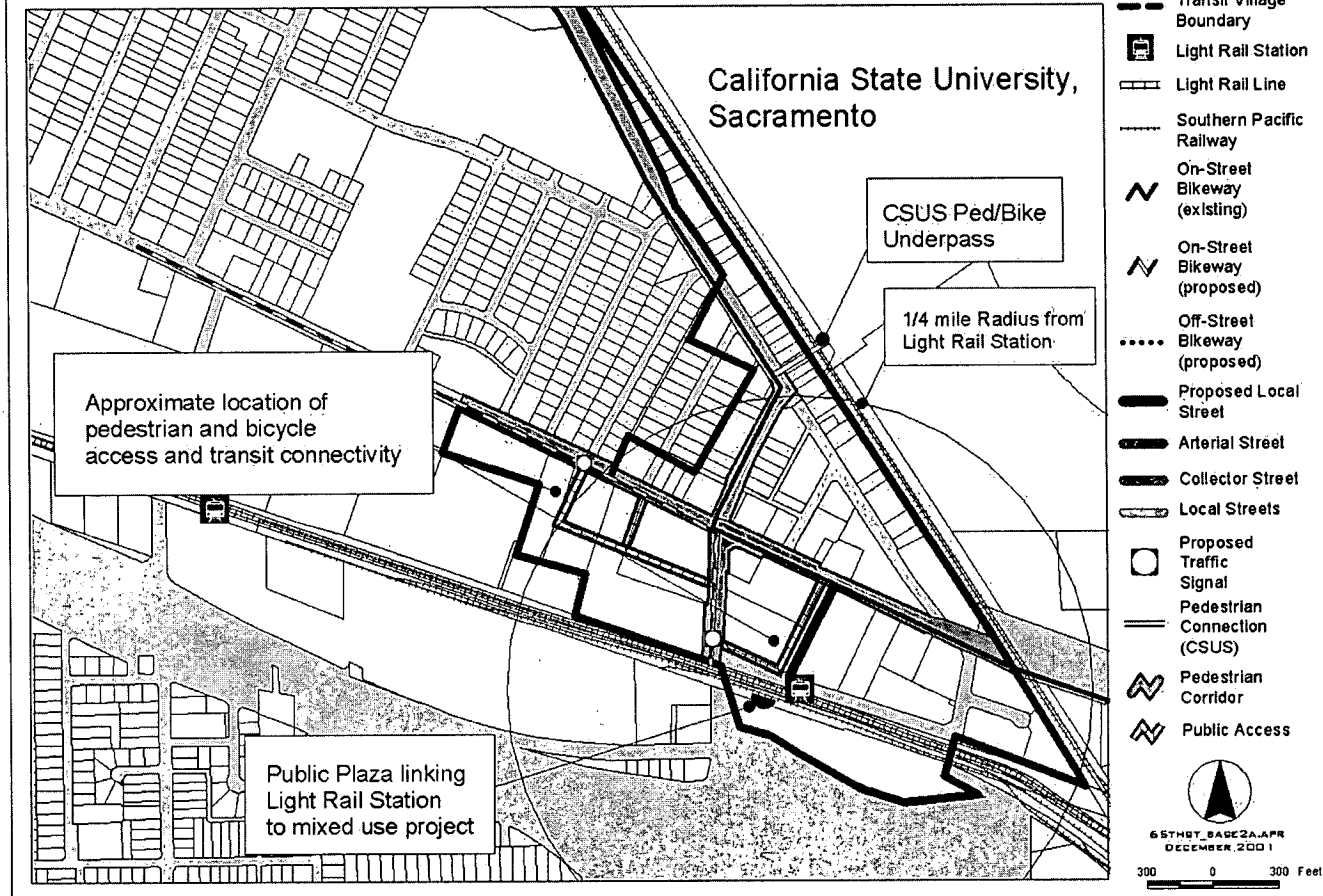 California State University,
Sacramento
CSUS Ped/Bike
Underpass
1/4 mile Radius from
Light Rail Station
Approximate location of
pedestrian and bicycle
access and transit connectivity
Public Plaza linking
Light Rail Station
to mixed use project
Transit Village
Boundary
Light Rail Station
Light Rail Line
Southern Pacific
Railway
On-Street
Bikeway
(existing)
On-Street
Bikeway
(proposed)
Off-Street
Bikeway
(proposed)
Proposed Local
Street
Arterial Street
Collector Street
Local Streets
Proposed
Traffic
Signal
Pedestrian
Connection
(CSUS)
Pedestrian
Corridor
Public Access
65THST_BASE2A.APR
DECEMBER, 2001
300 0 300 Feet